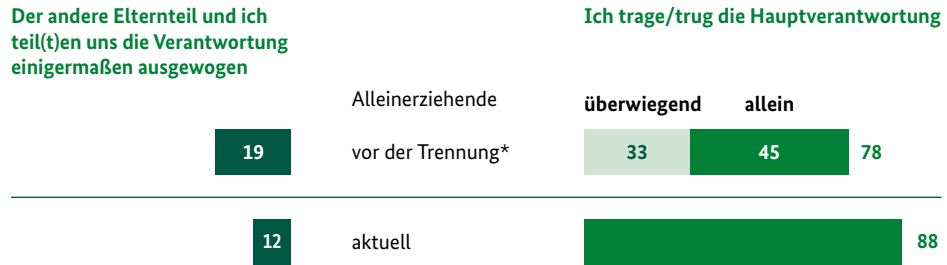 Der andere Elternteil und ich
teil(t)en uns die Verantwortung
einigermaßen ausgewogen
Ich trage/trug die Hauptverantwortung
Alleinerziehende
überwiegend allein
19 vor der Trennung* 33 45 78
12 aktuell 88